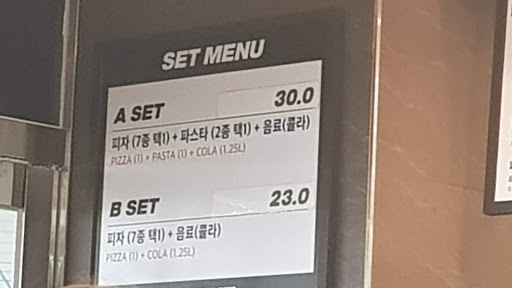 SET MENU
A SET 30.0
피자 (7종 택1) + 파스타 (2종 택1) + 음료(콜라)
PIZZA (1) + PASTA (1) + COLA (1.25L)
B SET 23.0
피자 (7종 택1) + 음료(콜라)
PIZZA (1) + COLA (1.25L)